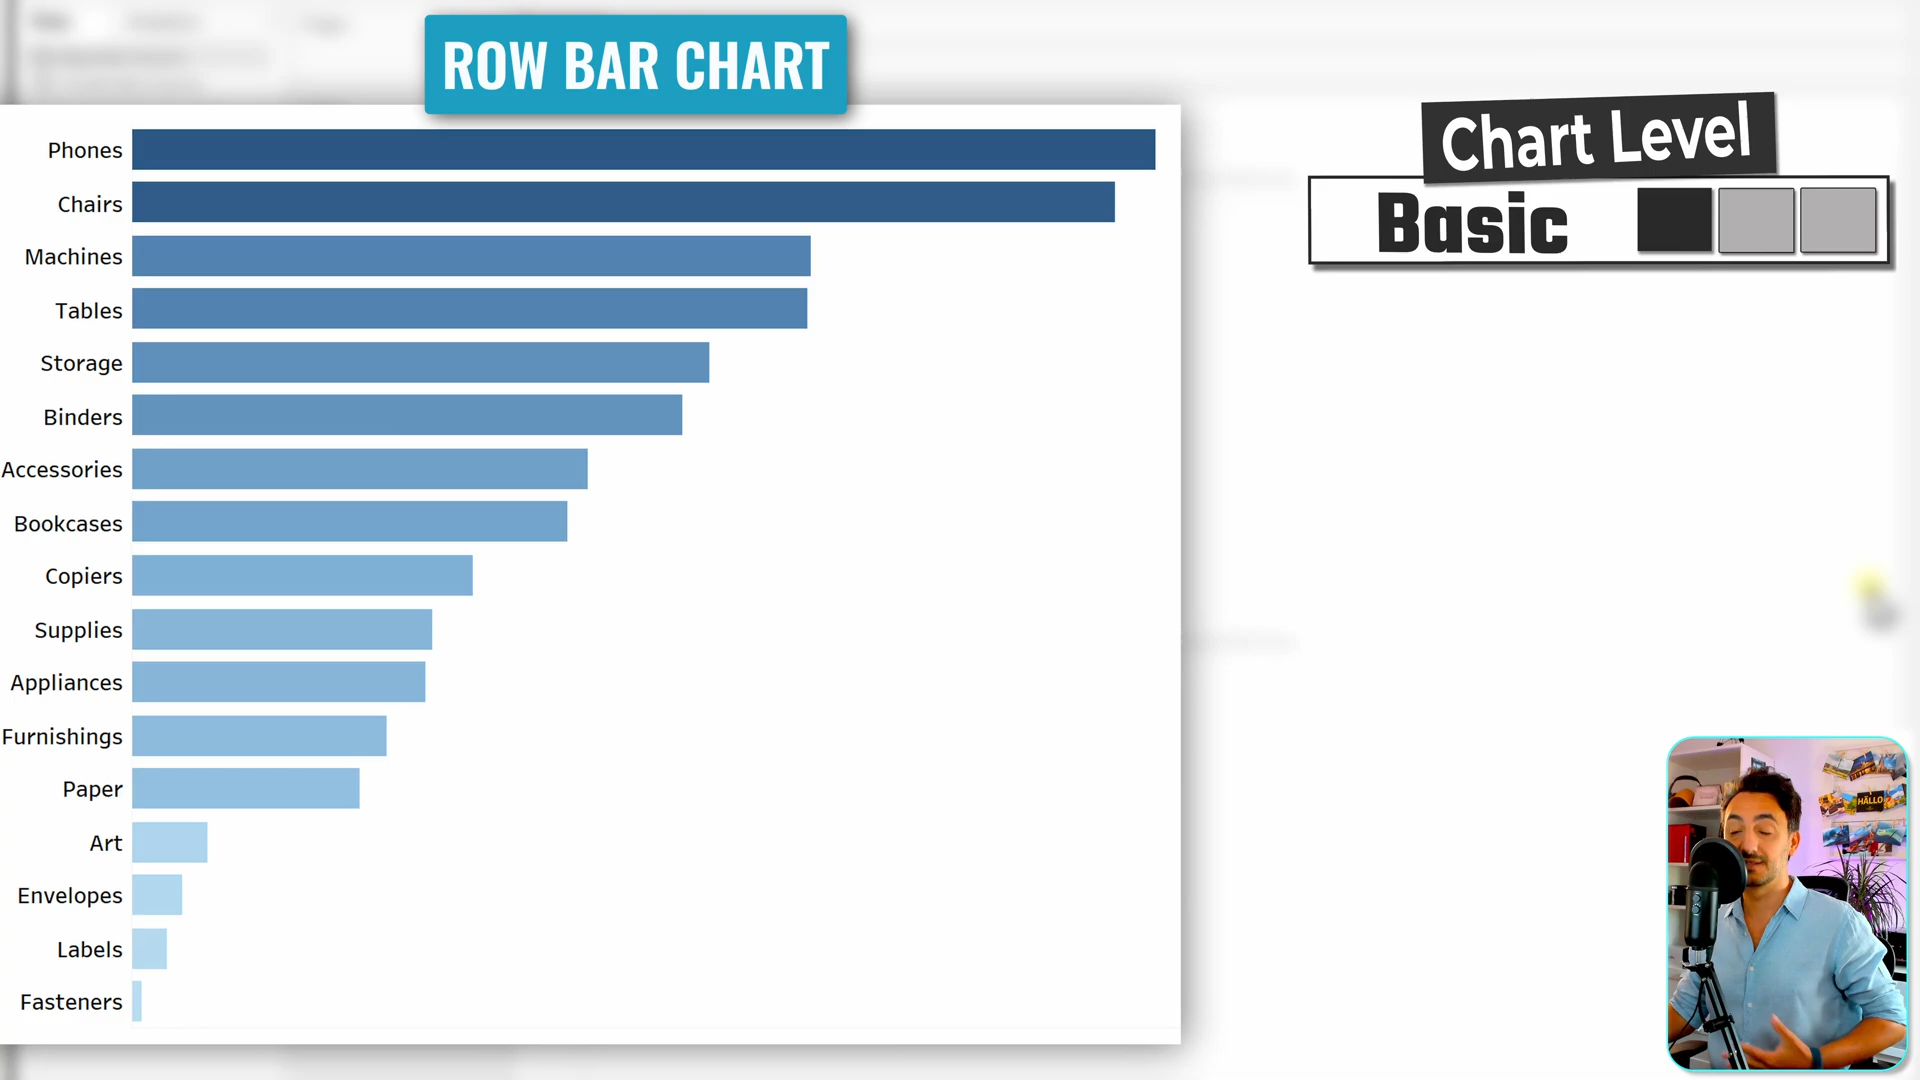 ROW BAR CHART
Chart Level
Basic
Phones
Chairs
Machines
Tables
Storage
Binders
Accessories
Bookcases
Copiers
Supplies
Appliances
Furnishings
Paper
Art
Envelopes
Labels
Fasteners
HALLO